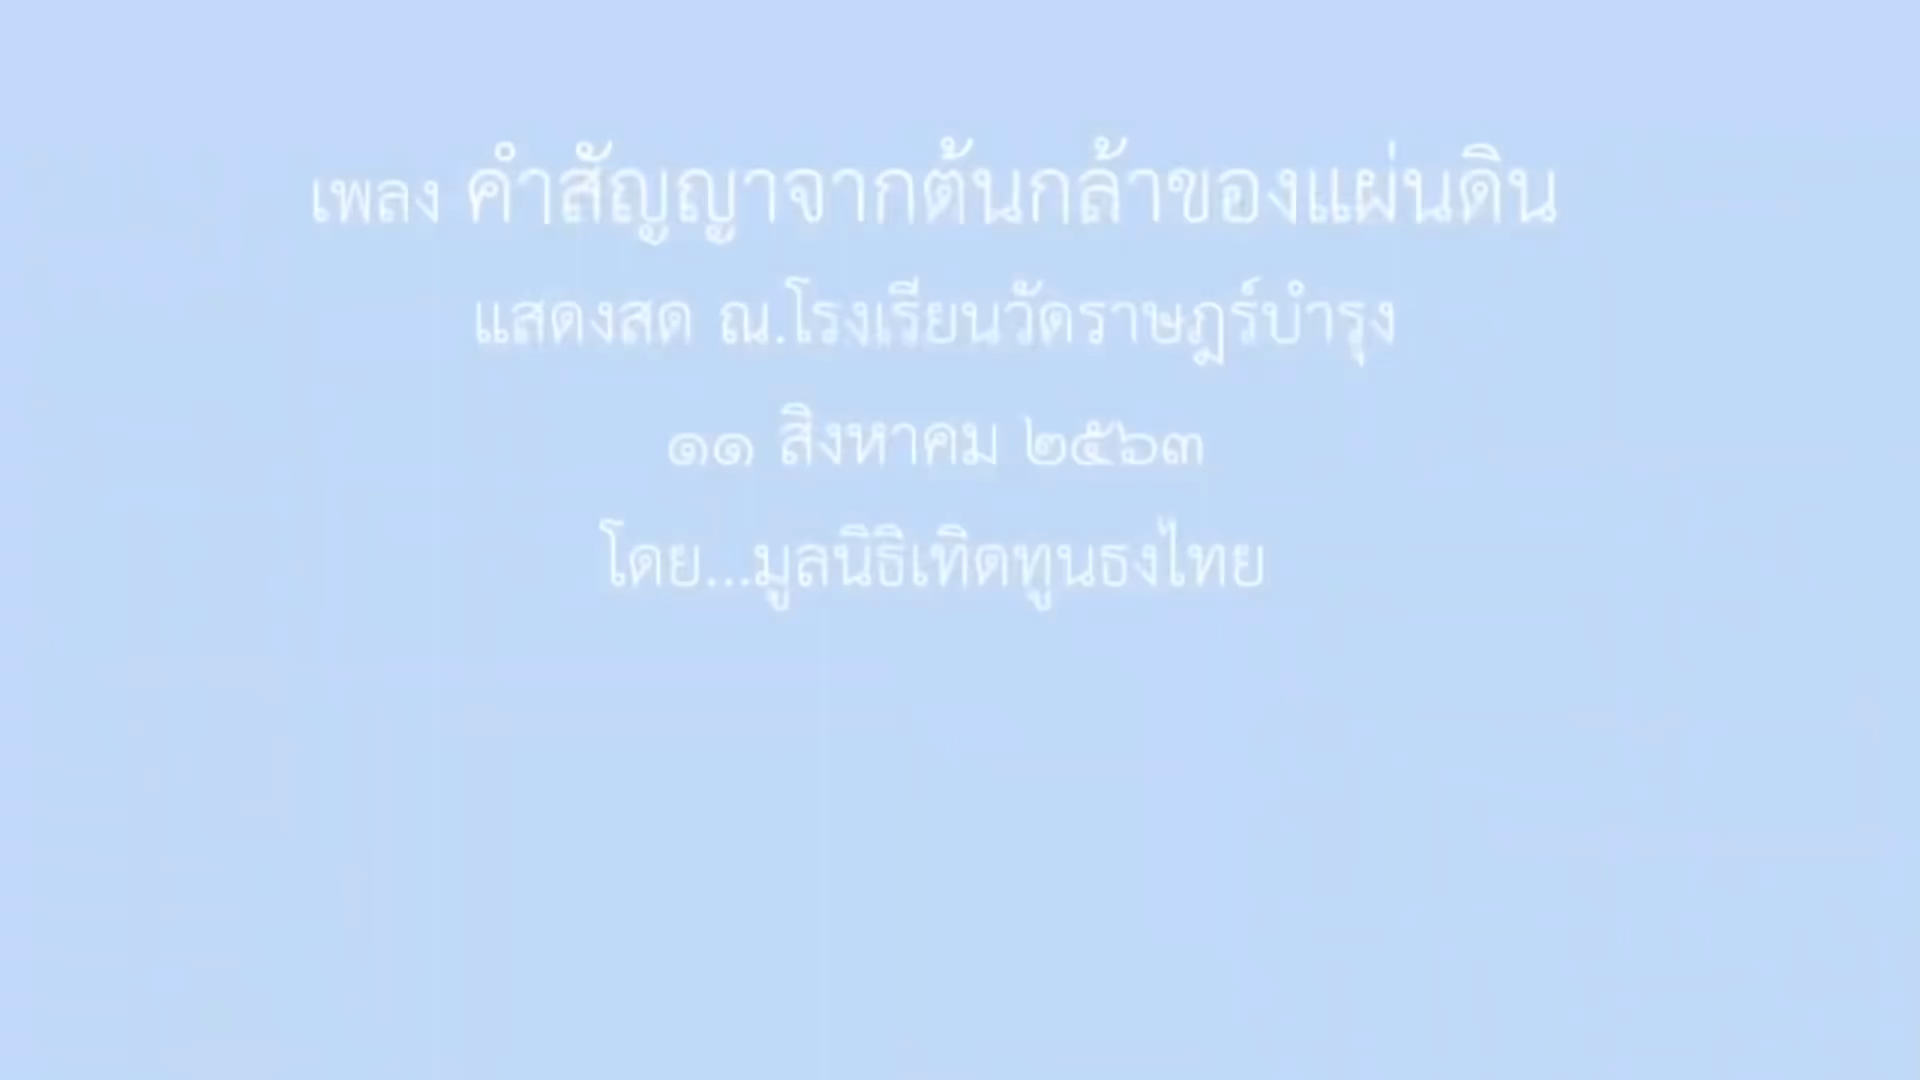 เพลง คำสัญญาจากต้นกล้าของแผ่นดิน
แสดงสด ณ.โรงเรียนวัดราษฎร์บำรุง
๑๑ สิงหาคม ๒๕๖๓
โดย...มูลนิธิเทิดทูนธงไทย